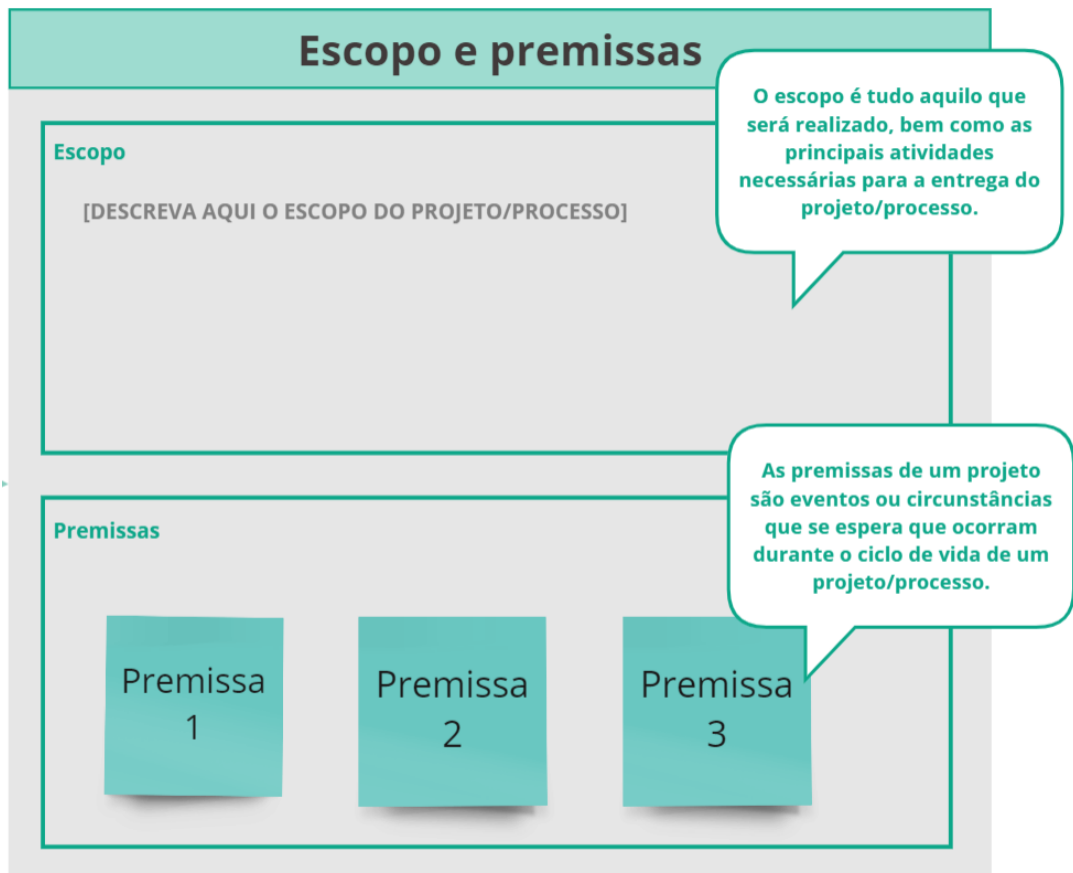 Escopo e premissas
O escopo é tudo aquilo que
será realizado, bem como as
principais atividades
necessárias para a entrega do
projeto/processo.
Escopo
[DESCREVA AQUI O ESCOPO DO PROJETO/PROCESSO]
As premissas de um projeto
são eventos ou circunstâncias
que se espera que ocorram
durante o ciclo de vida de um
projeto/processo.
Premissas
Premissa
1
Premissa
2
Premissa
3